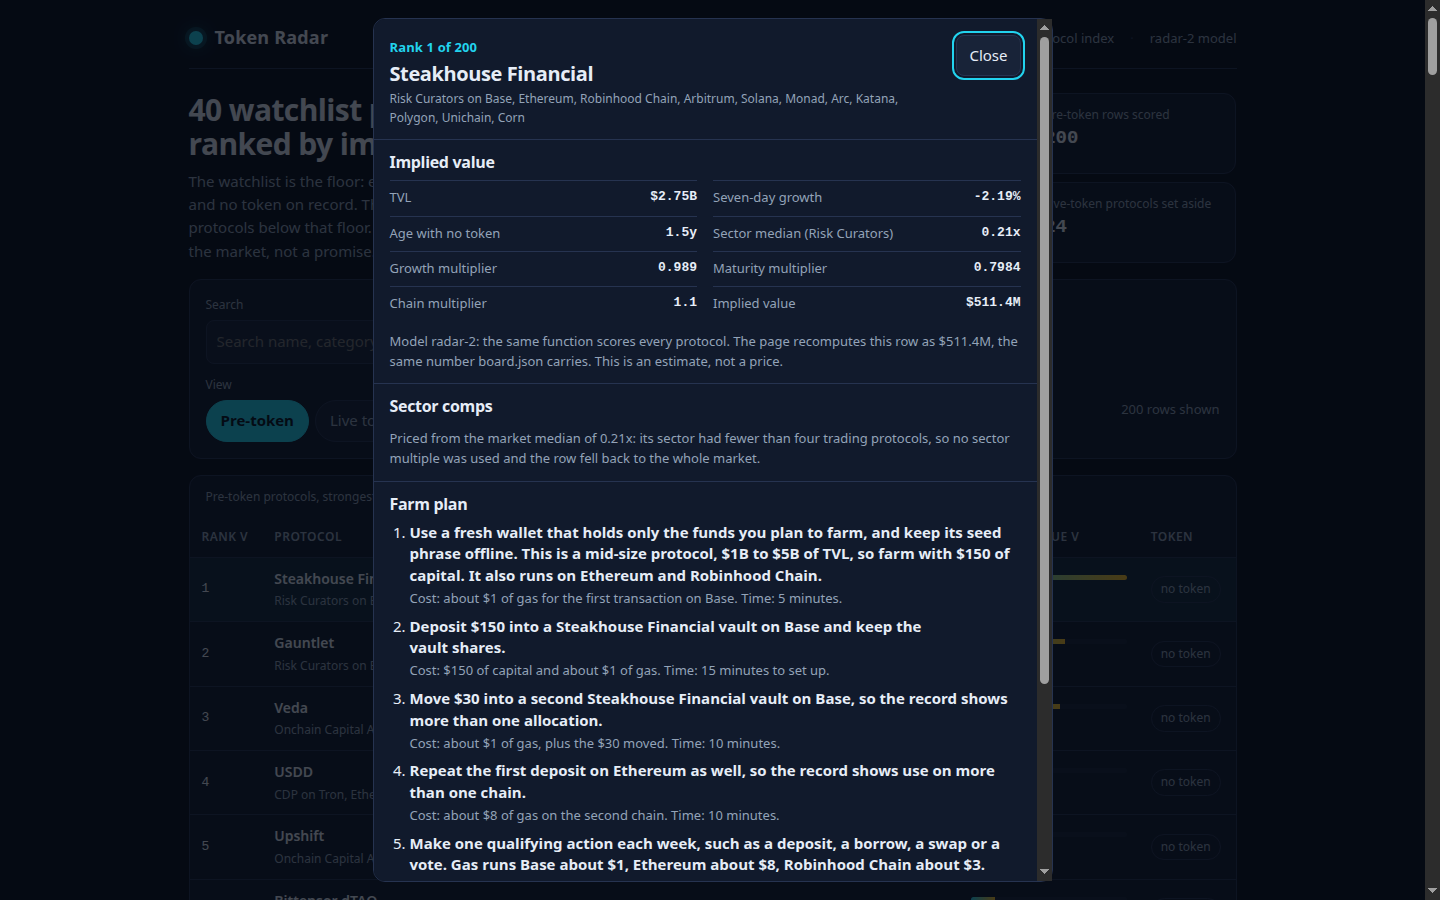 Token Radar
ocol index
radar-2 model
40 watchlist
ranked by im
The watchlist is the floor: e
and no token on record. Th
protocols below that floor.
the market, not a promise
re-token rows scored
200
ve-token protocols set aside
24
Search
Search name, category
View
Pre-token
Live to
200 rows shown
Pre-token protocols, stronges
RANK V
PROTOCOL
UE V
TOKEN
1
Steakhouse Fin
Risk Curators on E
no token
2
Gauntlet
Risk Curators on E
no token
3
Veda
Onchain Capital A
no token
4
USDD
CDP on Tron, Ethe
no token
5
Upshift
Onchain Capital A
no token
Bittensor dTAO
Rank 1 of 200
Close
Steakhouse Financial
Risk Curators on Base, Ethereum, Robinhood Chain, Arbitrum, Solana, Monad, Arc, Katana,
Polygon, Unichain, Corn
Implied value
TVL $2.75B
Seven-day growth -2.19%
Age with no token 1.5y
Sector median (Risk Curators) 0.21x
Growth multiplier 0.989
Maturity multiplier 0.7984
Chain multiplier 1.1
Implied value $511.4M
Model radar-2: the same function scores every protocol. The page recomputes this row as $511.4M, the
same number board.json carries. This is an estimate, not a price.
Sector comps
Priced from the market median of 0.21x: its sector had fewer than four trading protocols, so no sector
multiple was used and the row fell back to the whole market.
Farm plan
1. Use a fresh wallet that holds only the funds you plan to farm, and keep its seed
phrase offline. This is a mid-size protocol, $1B to $5B of TVL, so farm with $150 of
capital. It also runs on Ethereum and Robinhood Chain.
Cost: about $1 of gas for the first transaction on Base. Time: 5 minutes.
2. Deposit $150 into a Steakhouse Financial vault on Base and keep the
vault shares.
Cost: $150 of capital and about $1 of gas. Time: 15 minutes to set up.
3. Move $30 into a second Steakhouse Financial vault on Base, so the record shows
more than one allocation.
Cost: about $1 of gas, plus the $30 moved. Time: 10 minutes.
4. Repeat the first deposit on Ethereum as well, so the record shows use on more
than one chain.
Cost: about $8 of gas on the second chain. Time: 10 minutes.
5. Make one qualifying action each week, such as a deposit, a borrow, a swap or a
vote. Gas runs Base about $1, Ethereum about $8, Robinhood Chain about $3.